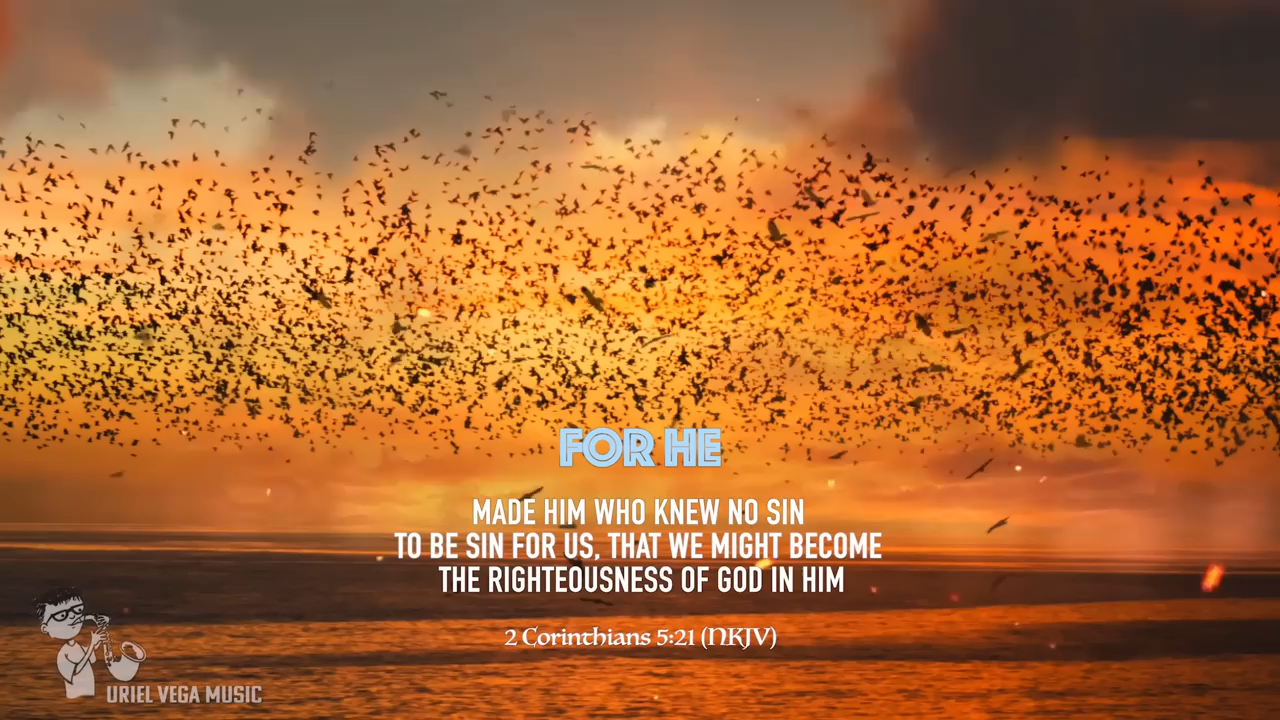 FOR HE
MADE HIM WHO KNEW NO SIN
TO BE SIN FOR US, THAT WE MIGHT BECOME
THE RIGHTEOUSNESS OF GOD IN HIM
2 Corinthians 5:21 (NKJV)
URIEL VEGA MUSIC